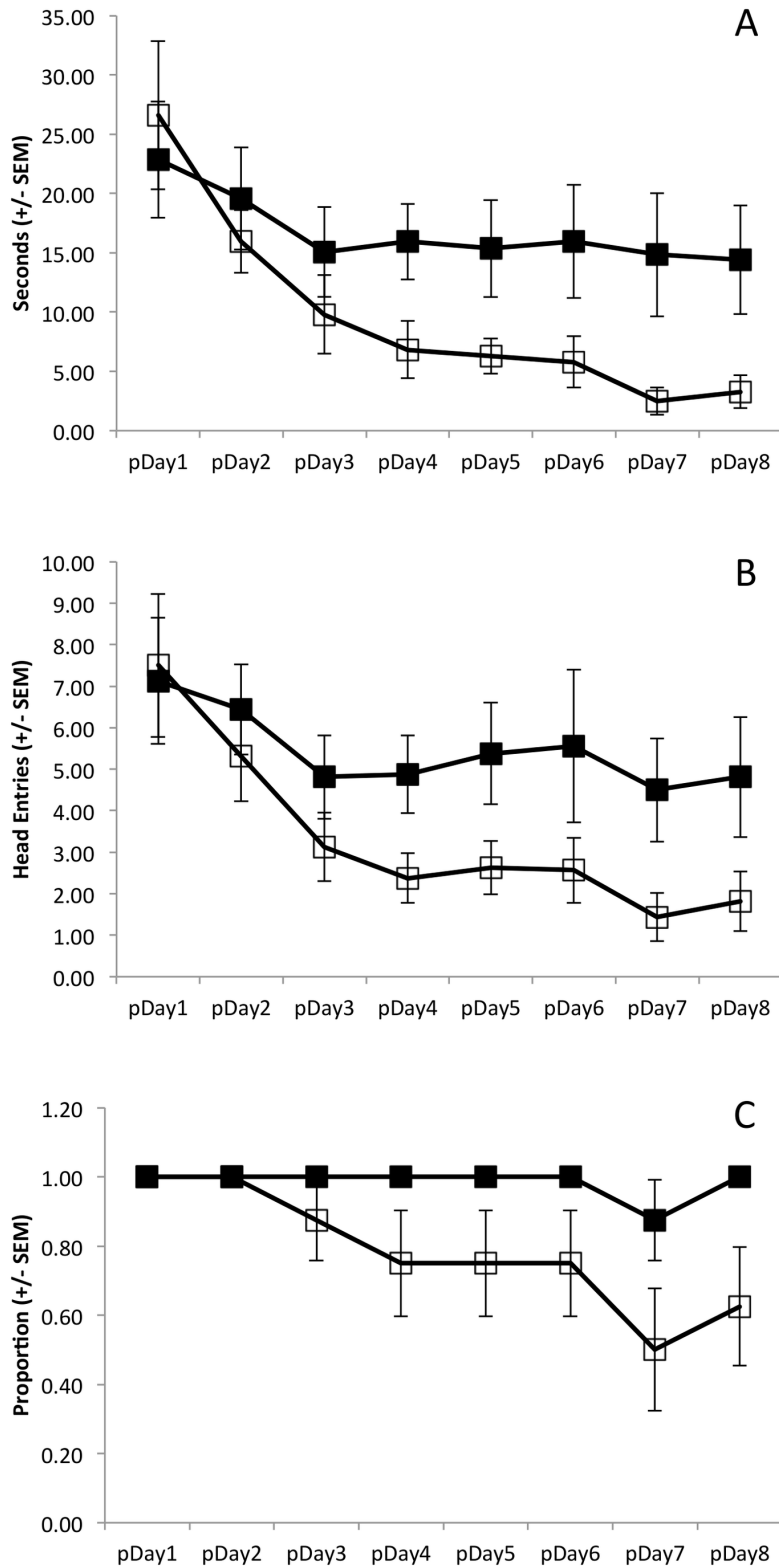 A
Seconds (+/- SEM)
35.00
30.00
25.00
20.00
15.00
10.00
5.00
0.00
pDay1 pDay2 pDay3 pDay4 pDay5 pDay6 pDay7 pDay8
B
Head Entries (+/- SEM)
10.00
9.00
8.00
7.00
6.00
5.00
4.00
3.00
2.00
1.00
0.00
pDay1 pDay2 pDay3 pDay4 pDay5 pDay6 pDay7 pDay8
C
Proportion (+/- SEM)
1.20
1.00
0.80
0.60
0.40
0.20
0.00
pDay1 pDay2 pDay3 pDay4 pDay5 pDay6 pDay7 pDay8